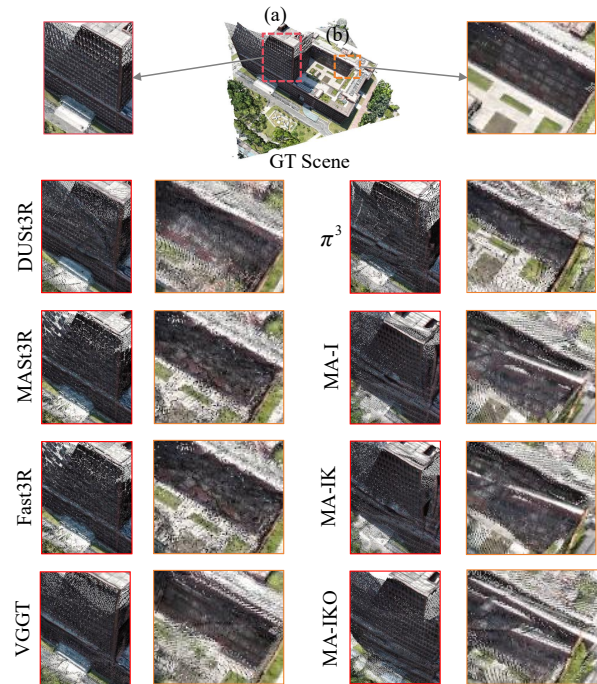 (a)
(b)
GT Scene
DUSt3R
π³
MASt3R
MA-I
Fast3R
MA-IK
VGGT
MA-IKO